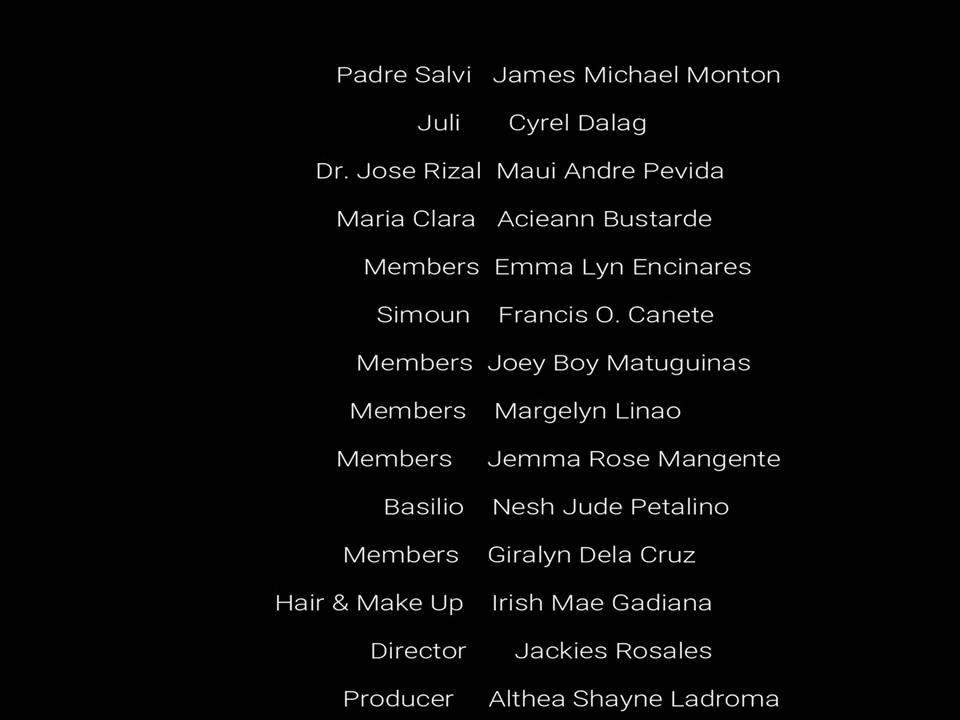 Padre Salvi James Michael Monton
Juli Cyrel Dalag
Dr. Jose Rizal Maui Andre Pevida
Maria Clara Acieann Bustarde
Members Emma Lyn Encinares
Simoun Francis O. Canete
Members Joey Boy Matuguinas
Members Margelyn Linao
Members Jemma Rose Mangente
Basilio Nesh Jude Petalino
Members Giralyn Dela Cruz
Hair & Make Up Irish Mae Gadiana
Director Jackies Rosales
Producer Althea Shayne Ladroma